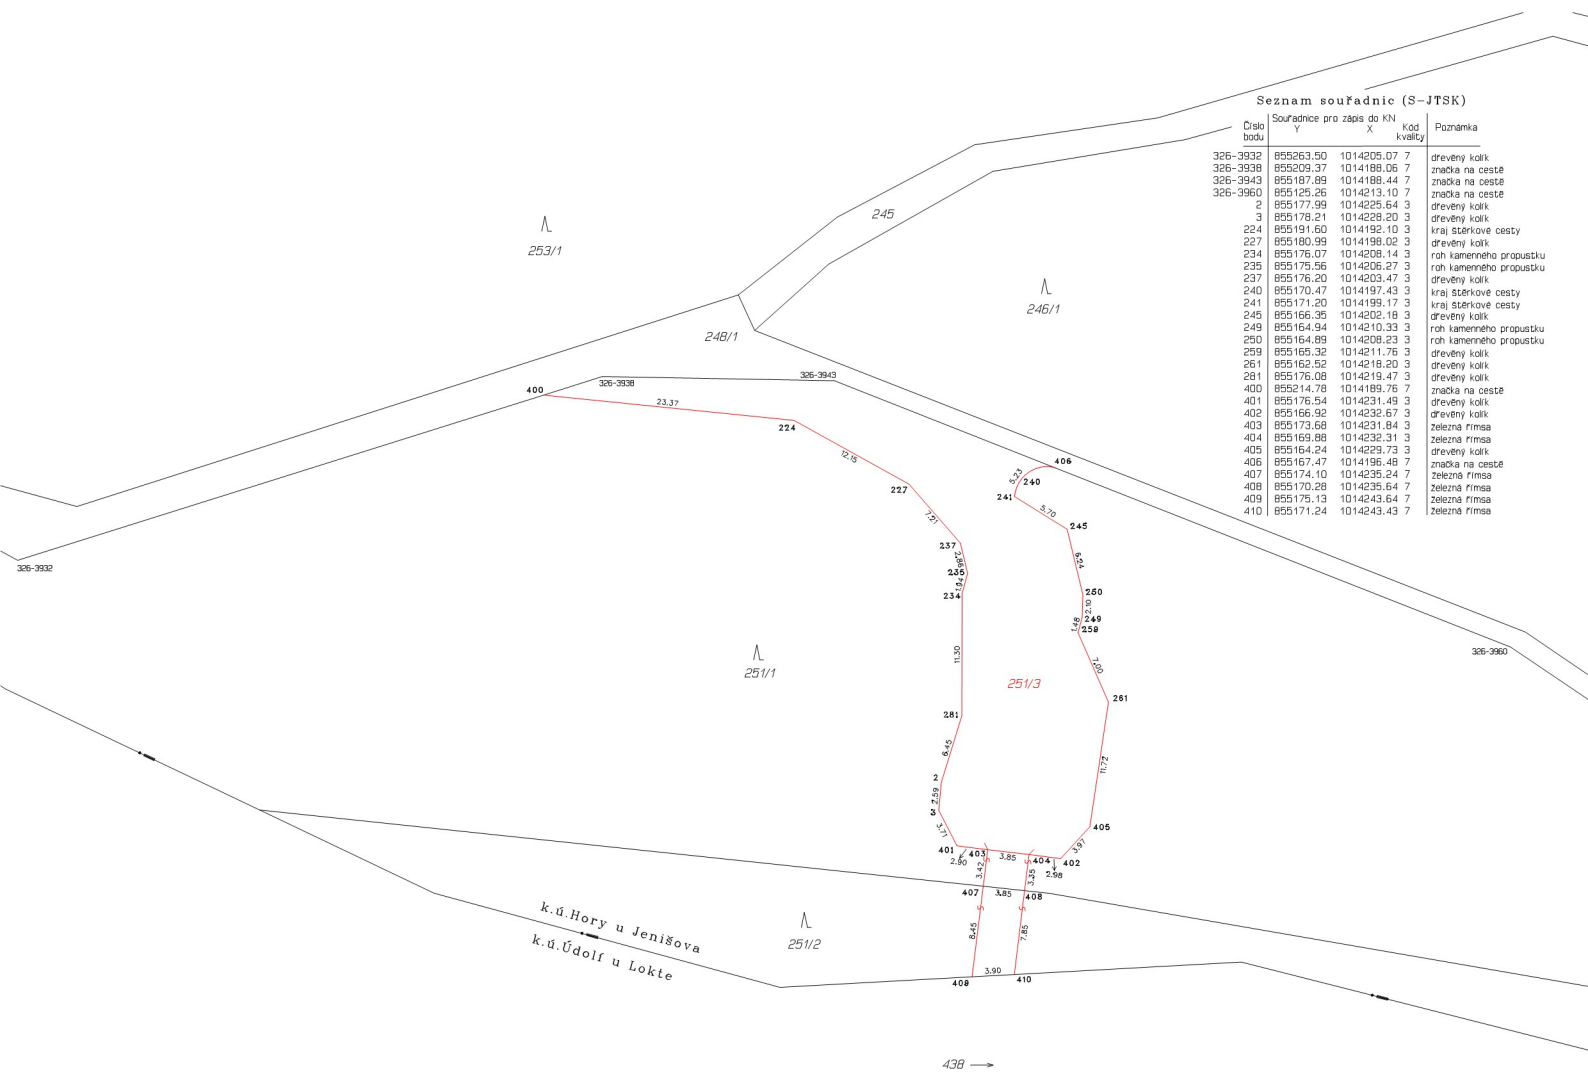 Seznam souřadnic (S-JTSK)
Souřadnice pro zápis do KN
Číslo bodu Y X Kód kvality Poznámka
326-3932 855263.50 1014205.07 7 dřevěný kolík
326-3938 855209.37 1014188.06 7 značka na cestě
326-3943 855187.89 1014188.44 7 značka na cestě
326-3960 855125.26 1014213.10 7 značka na cestě
2 855177.99 1014225.64 3 dřevěný kolík
3 855178.21 1014228.20 3 dřevěný kolík
224 855191.60 1014192.10 3 kraj štěrkové cesty
227 855180.99 1014198.02 3 dřevěný kolík
234 855176.07 1014208.14 3 roh kamenného propustku
235 855175.56 1014206.27 3 roh kamenného propustku
237 855176.20 1014203.47 3 dřevěný kolík
240 855170.47 1014197.43 3 kraj štěrkové cesty
241 855171.20 1014199.17 3 kraj štěrkové cesty
245 855166.35 1014202.18 3 dřevěný kolík
249 855164.94 1014210.33 3 roh kamenného propustku
250 855164.89 1014208.23 3 roh kamenného propustku
259 855165.32 1014211.76 3 dřevěný kolík
261 855162.52 1014218.20 3 dřevěný kolík
281 855176.08 1014219.47 3 dřevěný kolík
400 855214.78 1014189.76 7 značka na cestě
401 855176.54 1014231.49 3 dřevěný kolík
402 855166.92 1014232.67 3 dřevěný kolík
403 855173.68 1014231.84 3 železná římsa
404 855169.88 1014232.31 3 železná římsa
405 855164.24 1014229.73 3 dřevěný kolík
406 855167.47 1014196.48 7 značka na cestě
407 855174.10 1014235.24 7 železná římsa
408 855170.28 1014235.64 7 železná římsa
409 855175.13 1014243.64 7 železná římsa
410 855171.24 1014243.43 7 železná římsa
245
253/1
246/1
248/1
326-3943
326-3938
400
23.37
224
12.15
406
5.23
240
227
241
5.70
7.21
245
237
6.24
2.86
235
326-3932
1.94
234
250
2.10
249
1.48
259
11.30
7.00
326-3960
251/1
251/3
261
281
6.45
11.72
2
2.59
3
3.71
405
3.97
401
403
3.85
404
402
2.90
2.98
3.42
3.35
407
3.85
408
k.ú.Hory u Jenišova
k.ú.Údolí u Lokte
251/2
8.45
7.85
3.90
409
410
438